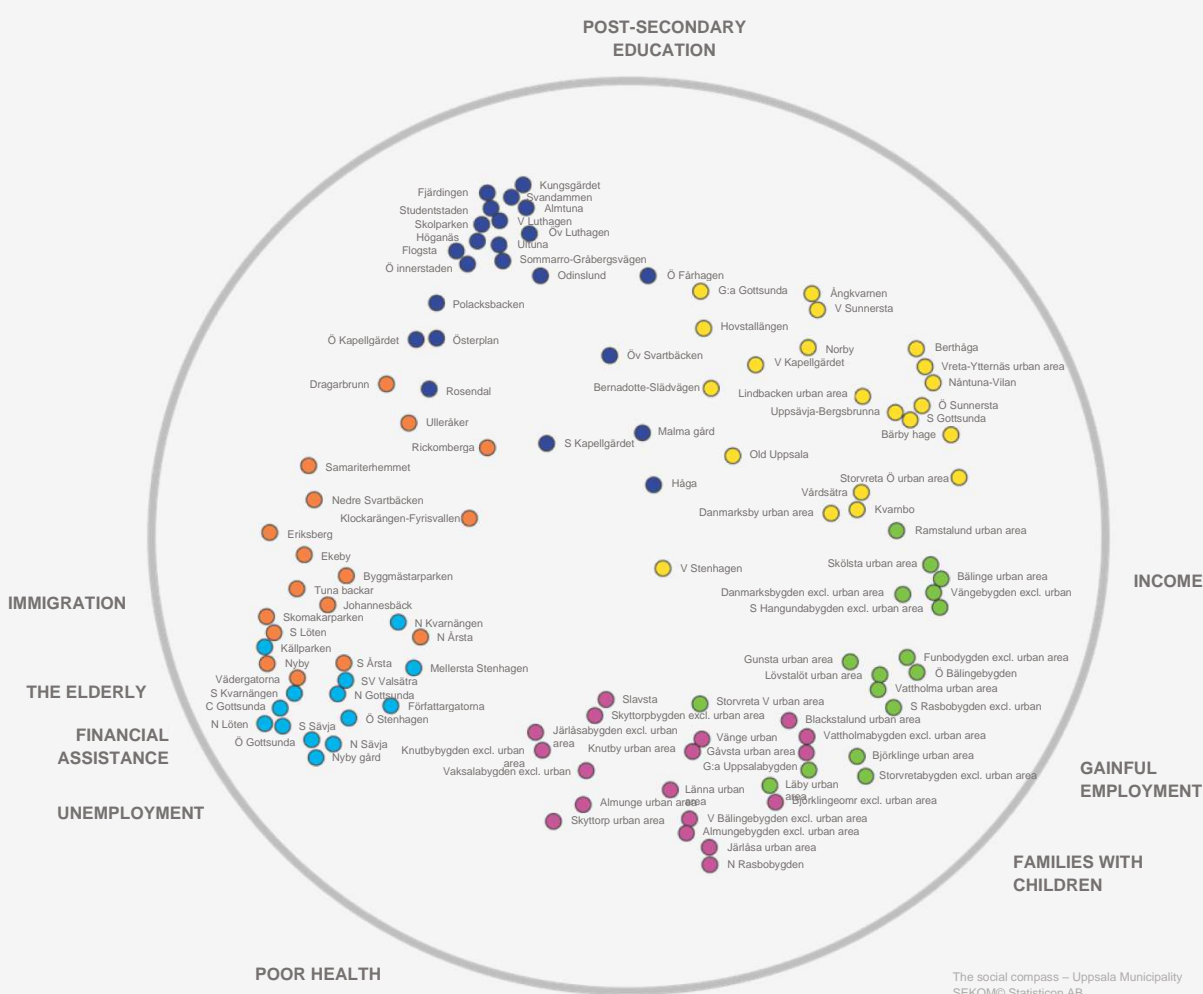 POST-SECONDARY
EDUCATION
Kungsgärdet
Fjärdingen
Svandammen
Studentstaden
Almtuna
Skolparken
V Luthagen
Höganäs
Öv Luthagen
Flogsta
Ultuna
Ö innerstaden
Sommarro-Gråbergsvägen
Odinslund
Ö Fårhagen
G:a Gottsunda
Ångkvarnen
Polacksbacken
V Sunnersta
Hovstallängen
Ö Kapellgärdet
Österplan
Norby
Berthåga
Öv Svartbäcken
V Kapellgärdet
Vreta-Ytternäs urban area
Dragarbrunn
Nåntuna-Vilan
Rosendal
Bernadotte-Slädvägen
Lindbacken urban area
Ö Sunnersta
Uppsävja-Bergsbrunna
S Gottsunda
Ulleråker
Malma gård
Bärby hage
Rickomberga
S Kapellgärdet
Old Uppsala
Samariterhemmet
Storvreta Ö urban area
Håga
Vårdsätra
Nedre Svartbäcken
Kvarnbo
Klockarängen-Fyrisvallen
Danmarksby urban area
Ramstalund urban area
Eriksberg
Ekeby
Skölsta urban area
V Stenhagen
Byggmästarparken
Bälinge urban area
INCOME
Tuna backar
Danmarksbygden excl. urban area
Vängebygden excl. urban
IMMIGRATION
Johannesbäck
S Hangundabygden excl. urban area
Skomakarparken
N Kvarnängen
S Löten
N Årsta
Källparken
Nyby
S Årsta
Mellersta Stenhagen
Gunsta urban area
Funbodygden excl. urban area
Vädergatorna
SV Valsätra
Lövstalöt urban area
Ö Bälingebygden
THE ELDERLY
S Kvarnängen
N Gottsunda
Vattholma urban area
C Gottsunda
Författargatorna
Slavsta
Storvreta V urban area
S Rasbobygden excl. urban area
N Löten
S Sävja
Ö Stenhagen
Skyttorpbygden excl. urban area
Blackstalund urban area
FINANCIAL
ASSISTANCE
Ö Gottsunda
N Sävja
Järlåsabygden excl. urban
area
Vänge urban
Vattholmabygden excl. urban area
Nyby gård
Knutbybygden excl. urban
area
Knutby urban area
Gåvsta urban area
Björklinge urban area
Vaksalabygden excl. urban
G:a Uppsalabygden
Storvretabygden excl. urban area
GAINFUL
EMPLOYMENT
Länna urban
area
Läby urban
area
UNEMPLOYMENT
Almunge urban area
Björklingeomr excl. urban area
Skyttorp urban area
V Bälingebygden excl. urban area
Almungebygden excl. urban area
Järlåsa urban area
N Rasbobygden
FAMILIES WITH
CHILDREN
POOR HEALTH
The social compass – Uppsala Municipality
SEKOM© Statisticon AB